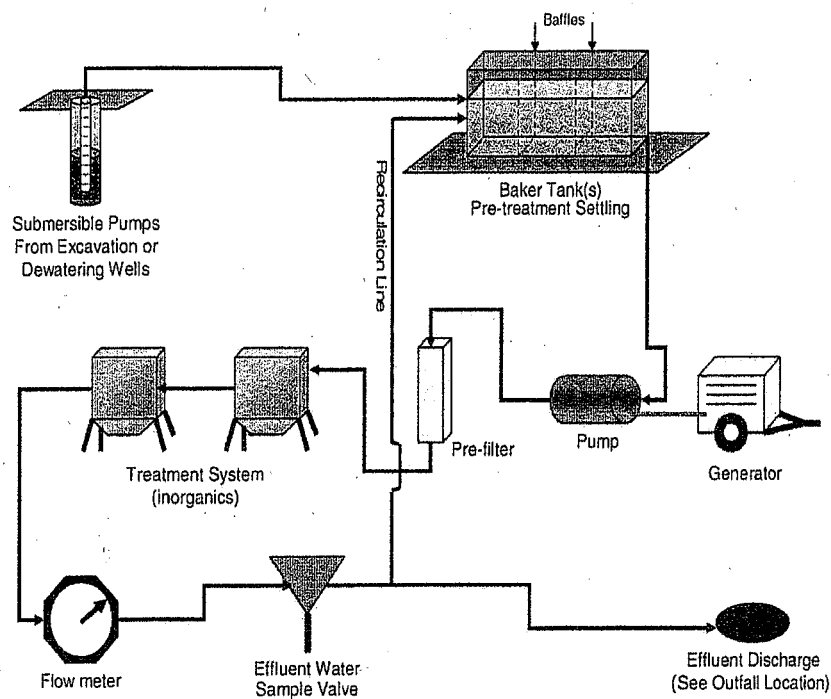 Baffles
Submersible Pumps
From Excavation or
Dewatering Wells
Baker Tank(s)
Pre-treatment Settling
Recirculation Line
Pre-filter
Pump
Generator
Treatment System
(inorganics)
Flow meter
Effluent Water
Sample Valve
Effluent Discharge
(See Outfall Location)